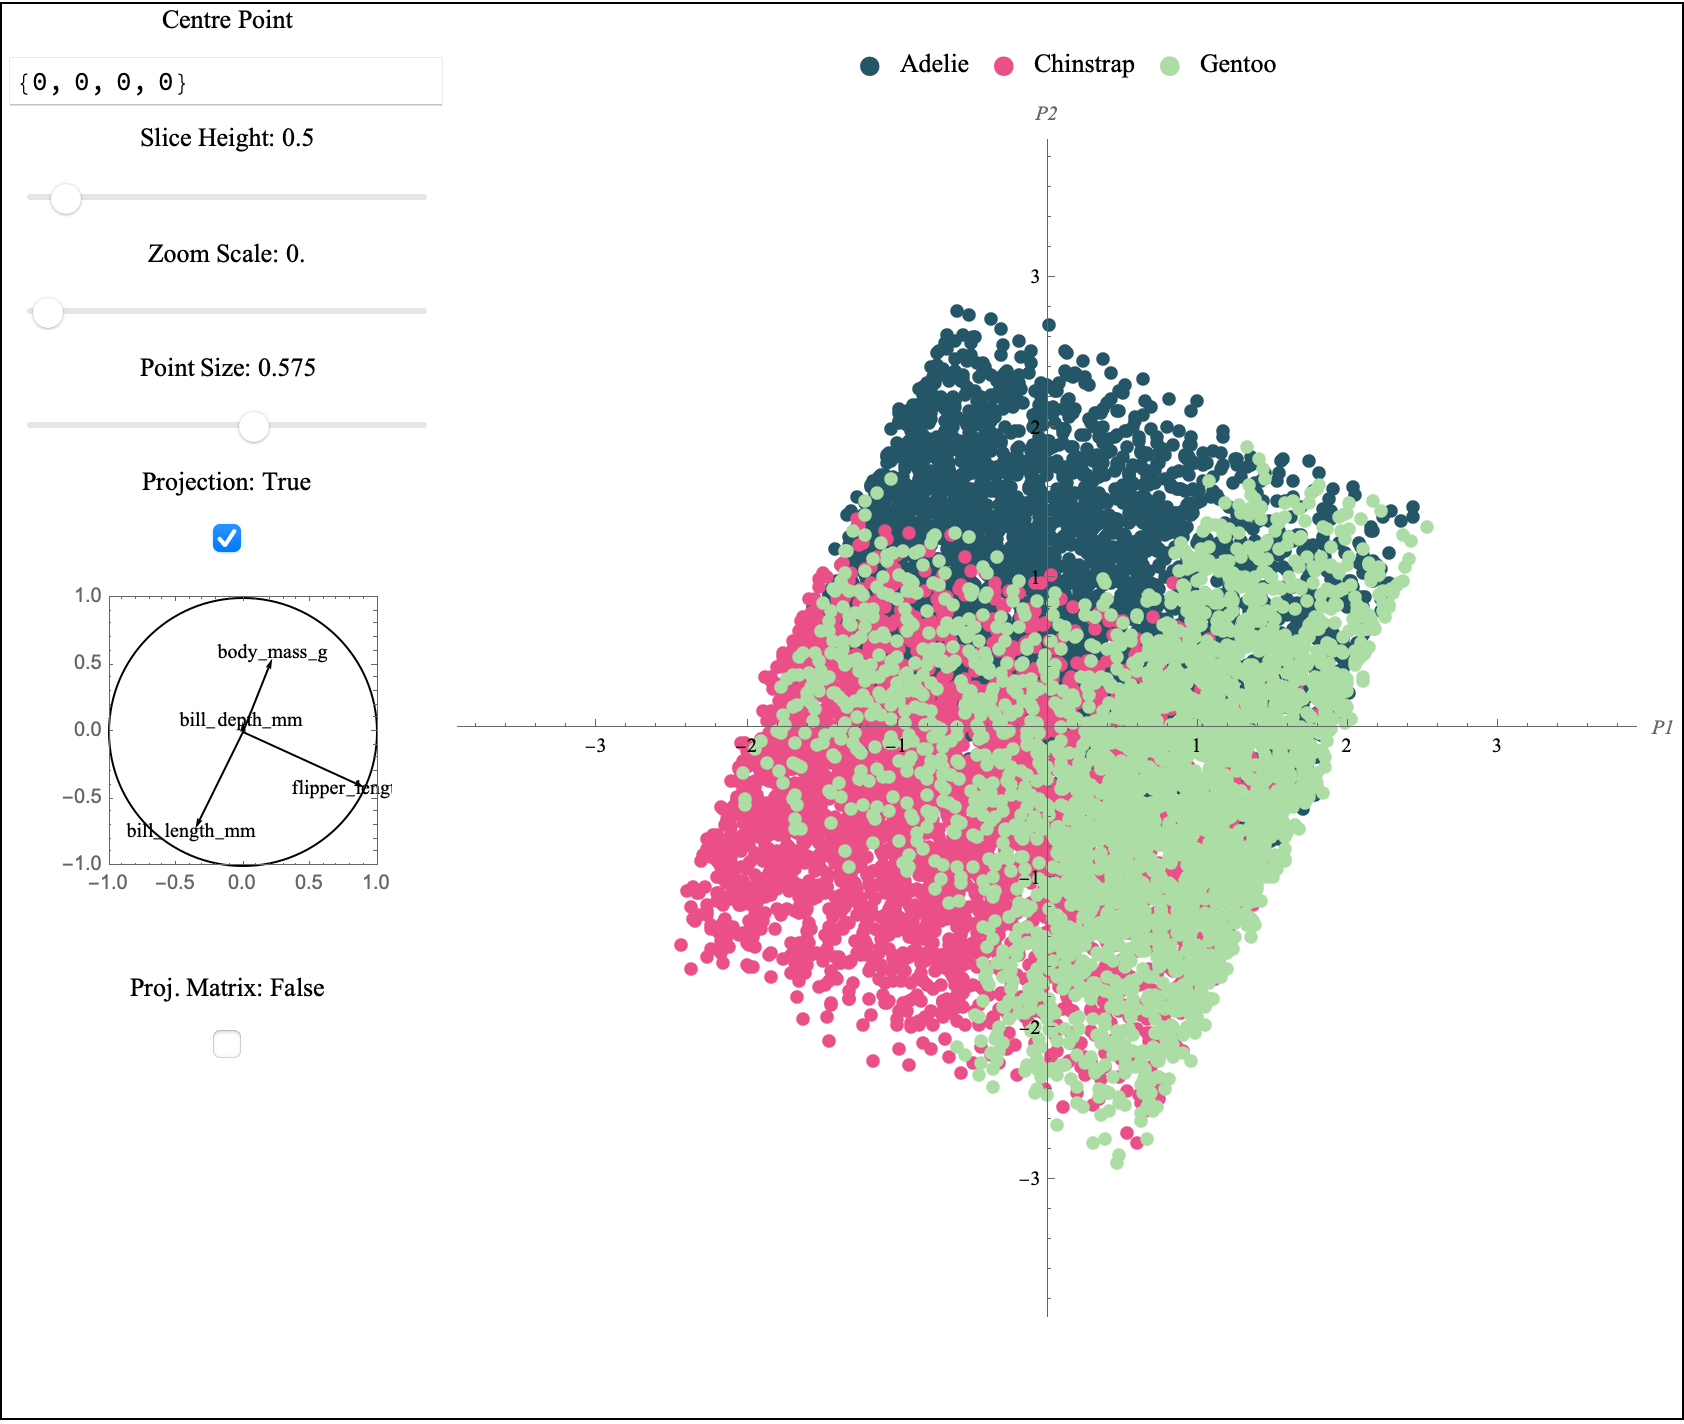 Centre Point
{0, 0, 0, 0}
Slice Height: 0.5
Zoom Scale: 0.
Point Size: 0.575
Projection: True
1.0
0.5
0.0
−0.5
−1.0
body_mass_g
bill_depth_mm
flipper_lengt
bill_length_mm
−1.0 −0.5 0.0 0.5 1.0
Proj. Matrix: False
Adelie Chinstrap Gentoo
P2
3
2
1
−3 −2 −1 1 2 3 P1
−1
−2
−3